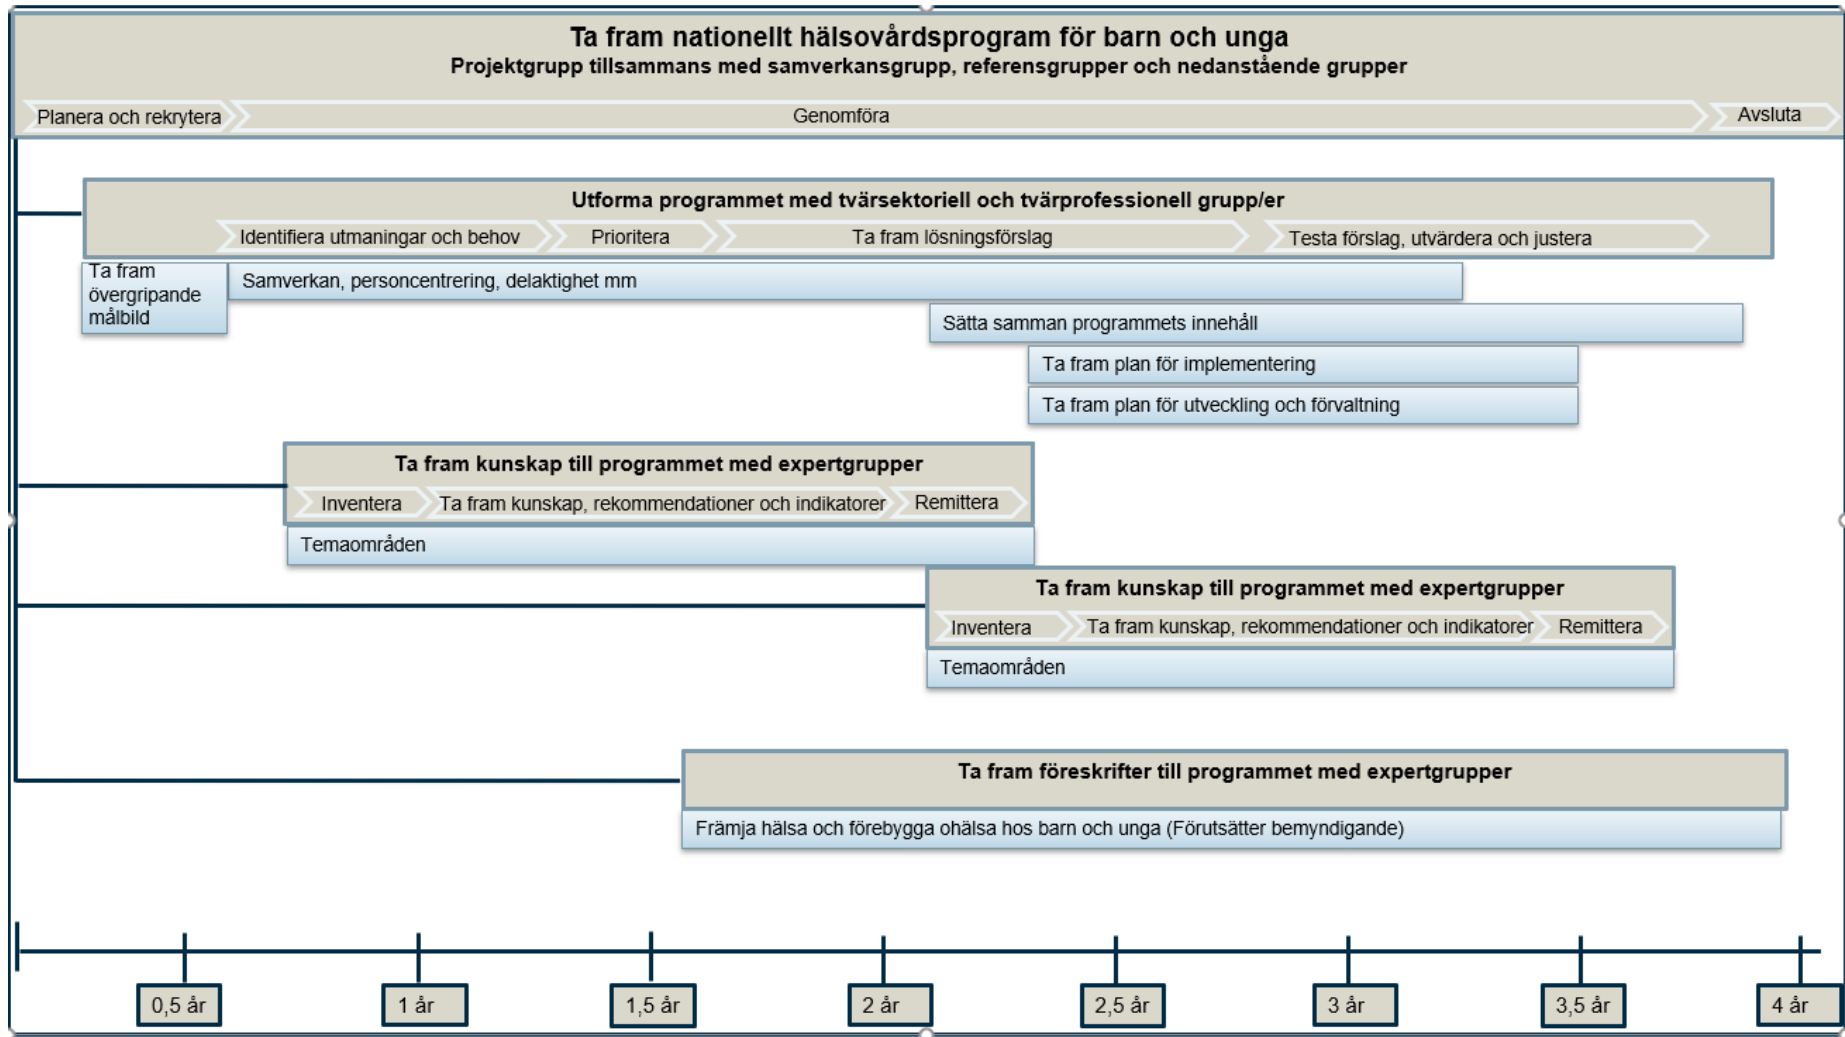 Ta fram nationellt hälsovårdsprogram för barn och unga
Projektgrupp tillsammans med samverkansgrupp, referensgrupper och nedanstående grupper
Planera och rekrytera
Genomföra
Avsluta
Utforma programmet med tvärsektoriell och tvärprofessionell grupp/er
Identifiera utmaningar och behov
Prioritera
Ta fram lösningsförslag
Testa förslag, utvärdera och justera
Ta fram
övergripande
målbild
Samverkan, personcentrering, delaktighet mm
Sätta samman programmets innehåll
Ta fram plan för implementering
Ta fram plan för utveckling och förvaltning
Ta fram kunskap till programmet med expertgrupper
Inventera
Ta fram kunskap, rekommendationer och indikatorer
Remittera
Temaområden
Ta fram kunskap till programmet med expertgrupper
Inventera
Ta fram kunskap, rekommendationer och indikatorer
Remittera
Temaområden
Ta fram föreskrifter till programmet med expertgrupper
Främja hälsa och förebygga ohälsa hos barn och unga (Förutsätter bemyndigande)
0,5 år
1 år
1,5 år
2 år
2,5 år
3 år
3,5 år
4 år